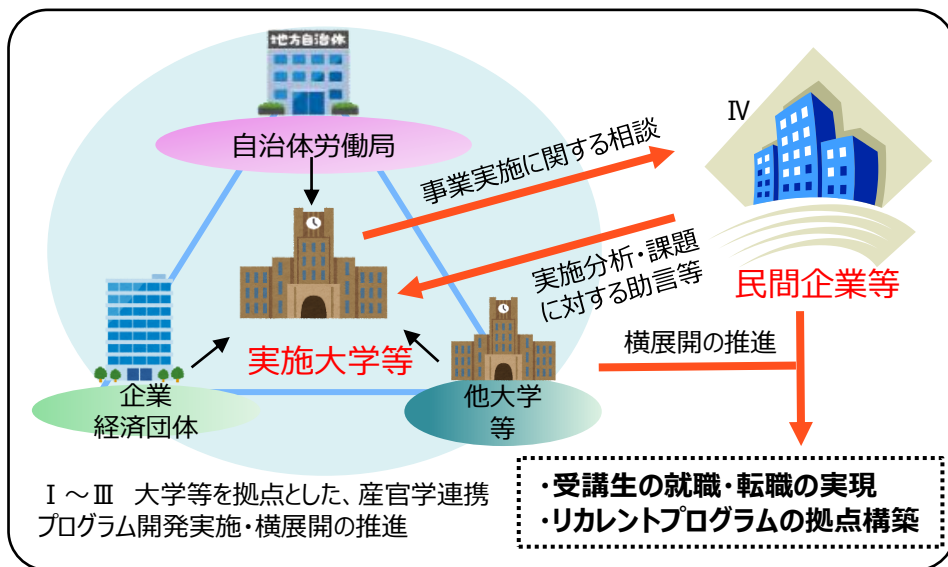 地方自治体
自治体労働局
Ⅳ
事業実施に関する相談
実施分析・課題
に対する助言等
民間企業等
実施大学等
横展開の推進
企業
経済団体
他大学
等
Ⅰ～Ⅲ　大学等を拠点とした、産官学連携
プログラム開発実施・横展開の推進
・受講生の就職・転職の実現
・リカレントプログラムの拠点構築